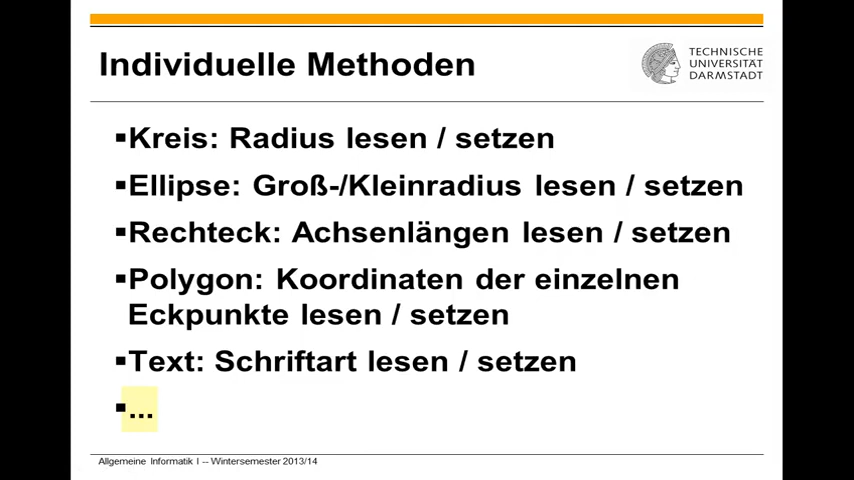 Individuelle Methoden
TECHNISCHE
UNIVERSITÄT
DARMSTADT
▪Kreis: Radius lesen / setzen
▪Ellipse: Groß-/Kleinradius lesen / setzen
▪Rechteck: Achsenlängen lesen / setzen
▪Polygon: Koordinaten der einzelnen
Eckpunkte lesen / setzen
▪Text: Schriftart lesen / setzen
▪...
Allgemeine Informatik I -- Wintersemester 2013/14